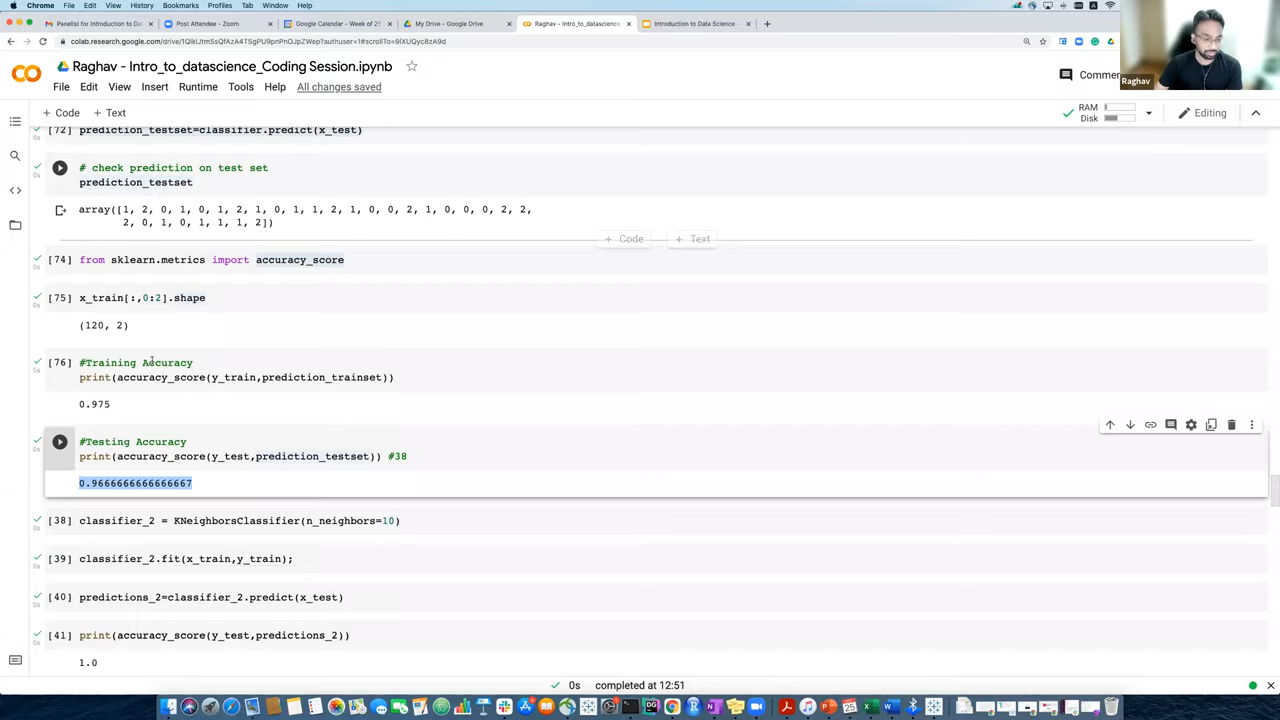 Chrome File Edit View History Bookmarks Profiles Tab Window Help
Panelist for Introduction to Da
Post Attendee - Zoom
Google Calendar - Week of 25
My Drive - Google Drive
Raghav - Intro_to_datascience_
Introduction to Data Science -
colab.research.google.com/drive/
Raghav
Raghav - Intro_to_datascience_Coding Session.ipynb
File Edit View Insert Runtime Tools Help All changes saved
+ Code + Text
RAM
Disk
Editing
[72] prediction_testset=classifier.predict(x_test)
# check prediction on test set
prediction_testset
array([1, 2, 0, 1, 0, 1, 2, 1, 0, 1, 1, 2, 1, 0, 0, 2, 1, 0, 0, 0, 2, 2,
2, 0, 1, 0, 1, 1, 1, 2])
+ Code + Text
[74] from sklearn.metrics import accuracy_score
[75] x_train[:,0:2].shape
(120, 2)
[76] #Training Accuracy
print(accuracy_score(y_train,prediction_trainset))
0.975
#Testing Accuracy
print(accuracy_score(y_test,prediction_testset)) #38
0.9666666666666667
[38] classifier_2 = KNeighborsClassifier(n_neighbors=10)
[39] classifier_2.fit(x_train,y_train);
[40] predictions_2=classifier_2.predict(x_test)
[41] print(accuracy_score(y_test,predictions_2))
1.0
0s completed at 12:51